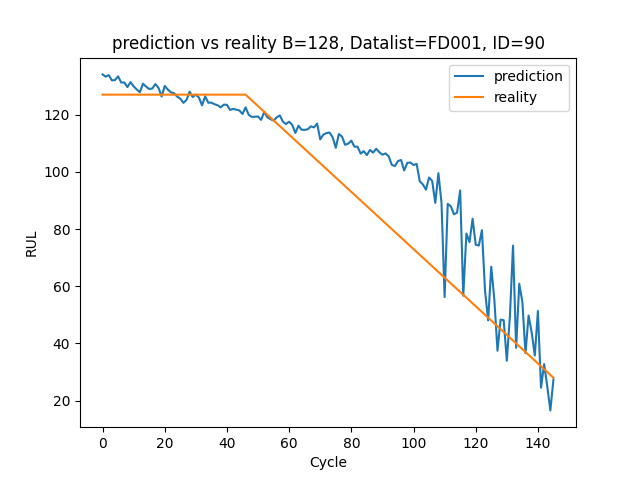 prediction vs reality B=128, Datalist=FD001, ID=90
prediction
reality
RUL
120
100
80
60
40
20
0 20 40 60 80 100 120 140
Cycle